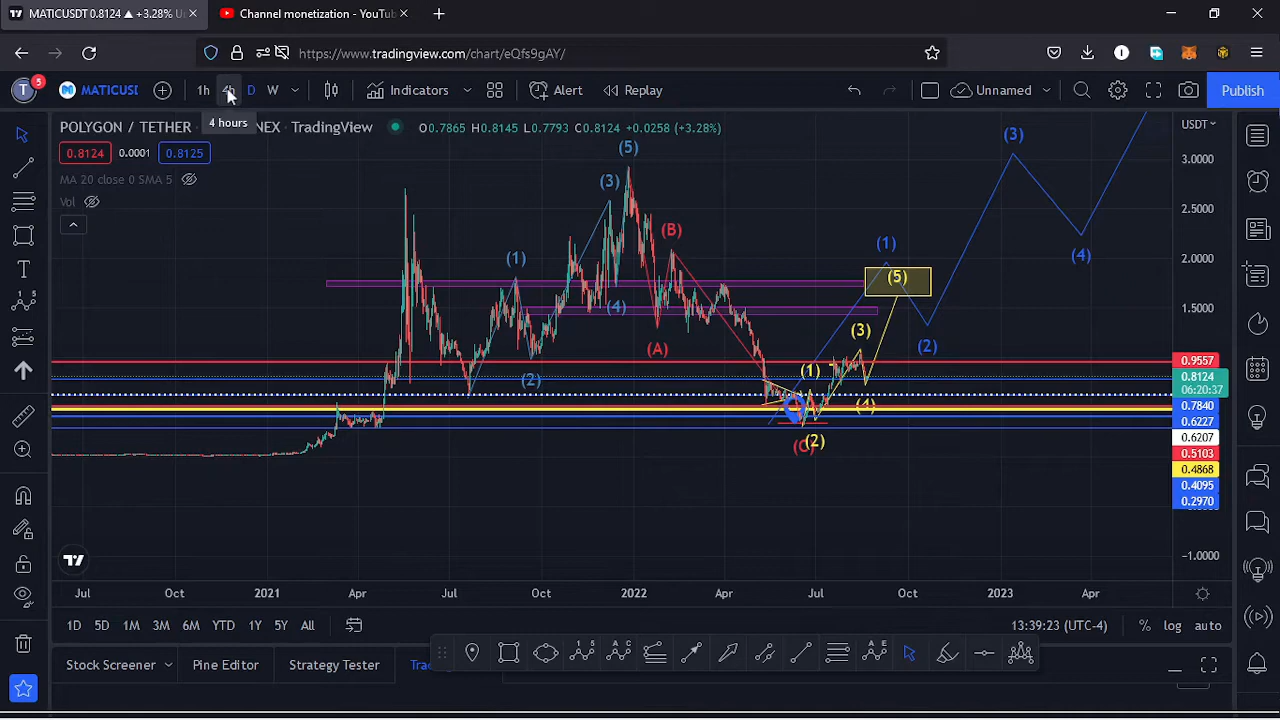 MATICUSDT 0.8124 ▲ +3.28% U
Channel monetization - YouTub
https://www.tradingview.com/chart/eQfs9gAY/
T
5
MATICUSI
1h
4h
D
W
Indicators
Alert
Replay
Unnamed
Publish
4 hours
POLYGON / TETHER
NEX
TradingView
O0.7865 H0.8145 L0.7793 C0.8124 +0.0258 (+3.28%)
USDT
0.8124
0.0001
0.8125
MA 20 close 0 SMA 5
Vol
(5)
(3)
(1)
(4)
(2)
(B)
(A)
(C)
(1)
(2)
(3)
(4)
(5)
(1)
(2)
(3)
(4)
3.0000
2.5000
2.0000
1.5000
0.9557
0.8124
06:20:37
0.7840
0.6227
0.6207
0.5103
0.4868
0.4095
0.2970
-1.0000
Jul
Oct
2021
Apr
Jul
Oct
2022
Apr
Jul
Oct
2023
Apr
1D
5D
1M
3M
6M
YTD
1Y
5Y
All
13:39:23 (UTC-4)
%
log
auto
Stock Screener
Pine Editor
Strategy Tester